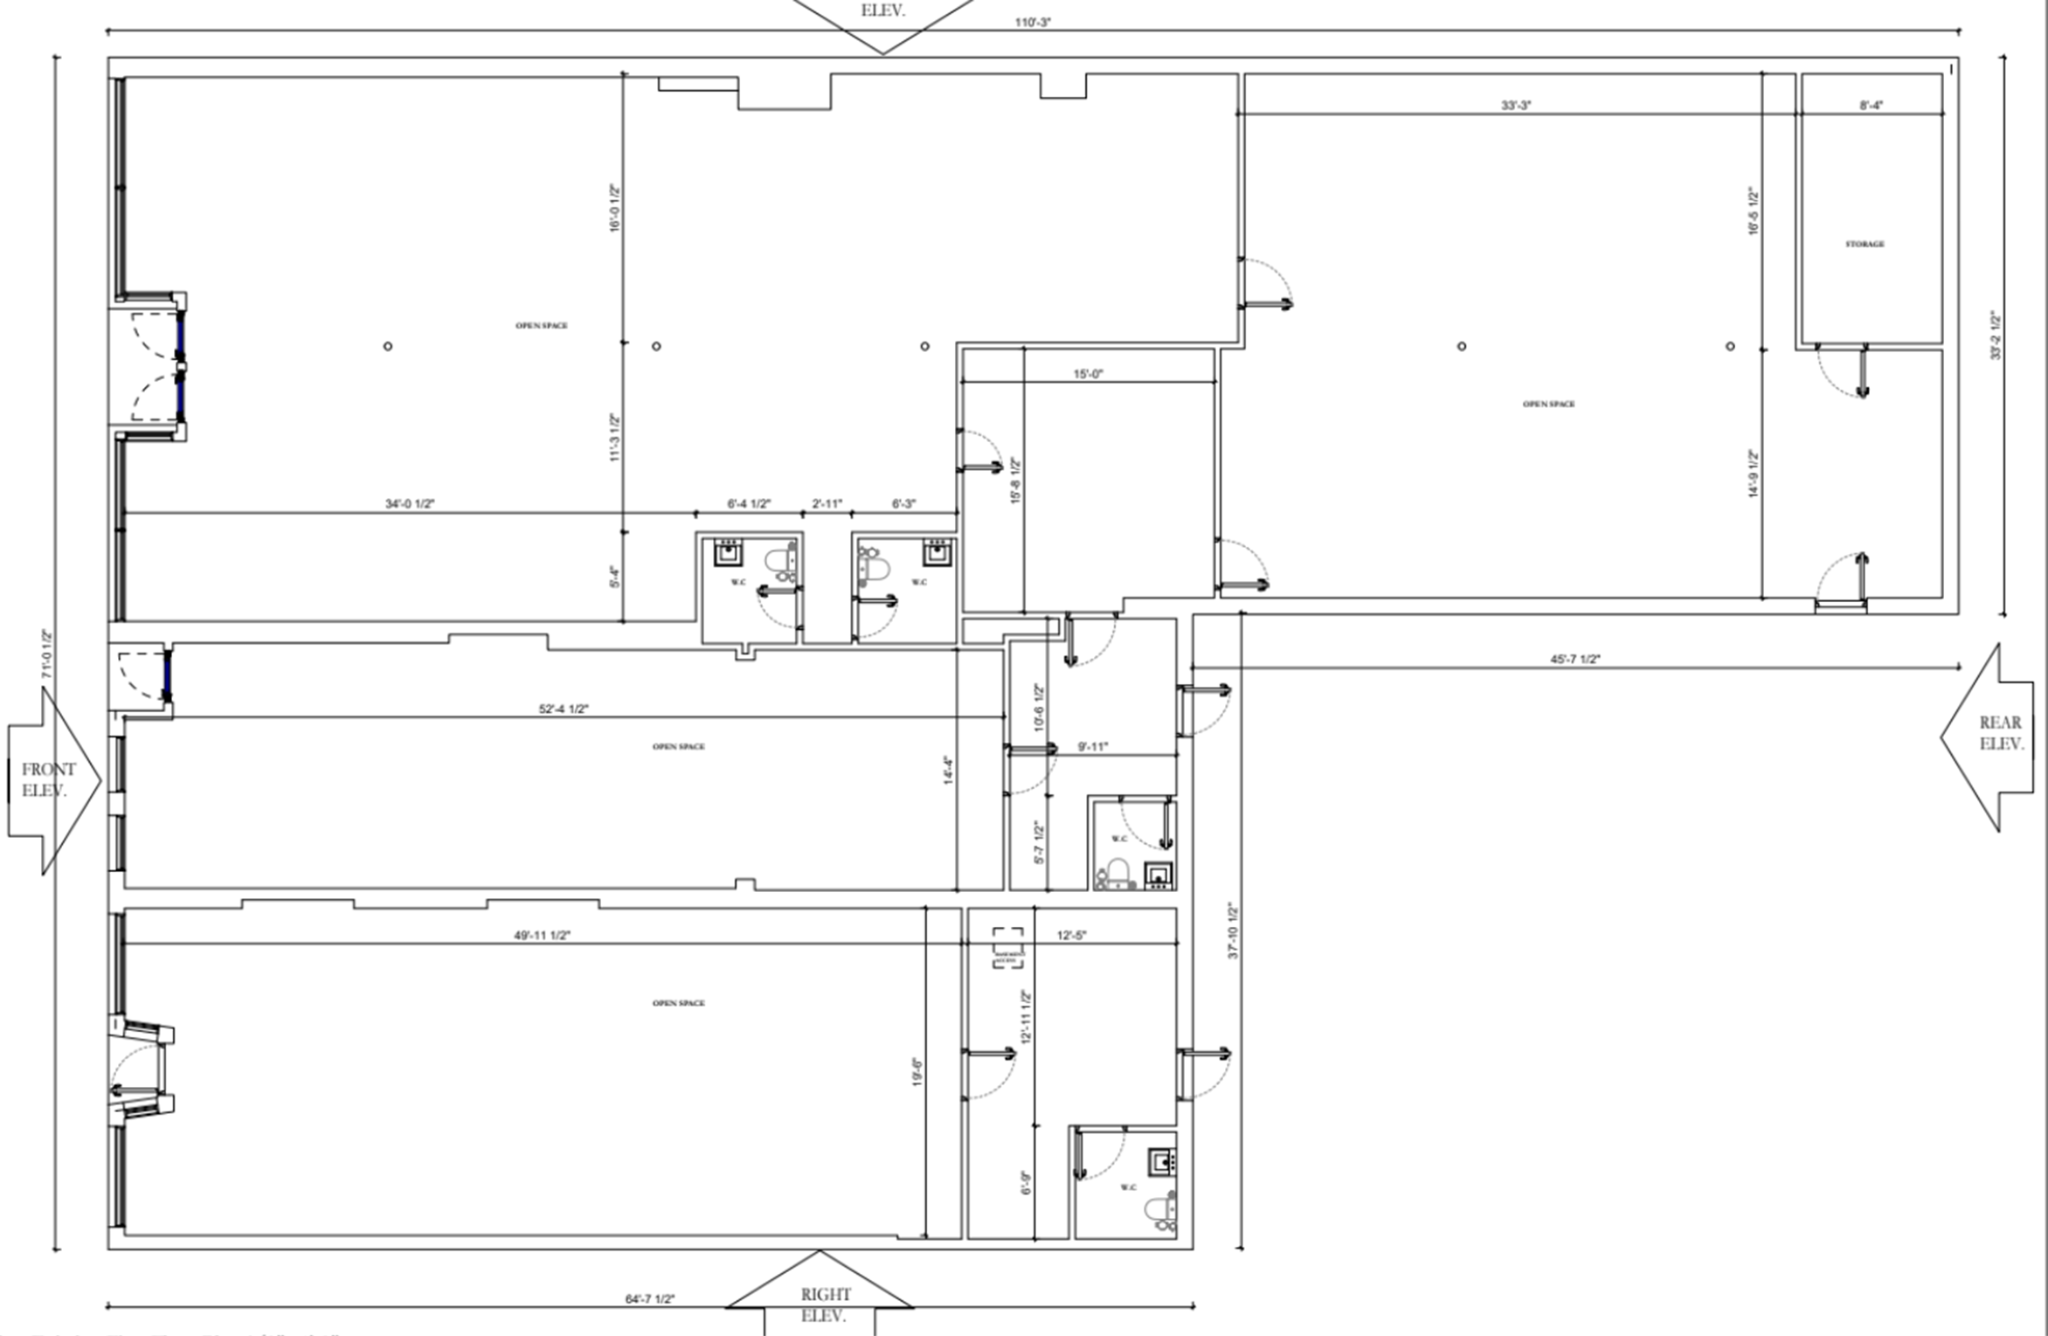 ELEV.
110'-3"
33'-3"
8'-4"
16'-0 1/2"
16'-5 1/2"
STORAGE
OPEN SPACE
33'-2 1/2"
15'-0"
OPEN SPACE
11'-3 1/2"
15'-8 1/2"
14'-9 1/2"
34'-0 1/2"
6'-4 1/2"
2'-11"
6'-3"
5'-4"
W.C
W.C
71'-0 1/2"
45'-7 1/2"
52'-4 1/2"
10'-6 1/2"
OPEN SPACE
9'-11"
REAR
ELEV.
FRONT
ELEV.
14'-4"
5'-7 1/2"
W.C
37'-10 1/2"
49'-11 1/2"
12'-5"
BASEMENT
ACCESS
OPEN SPACE
12'-11 1/2"
19'-6"
6'-9"
W.C
64'-7 1/2"
RIGHT
ELEV.